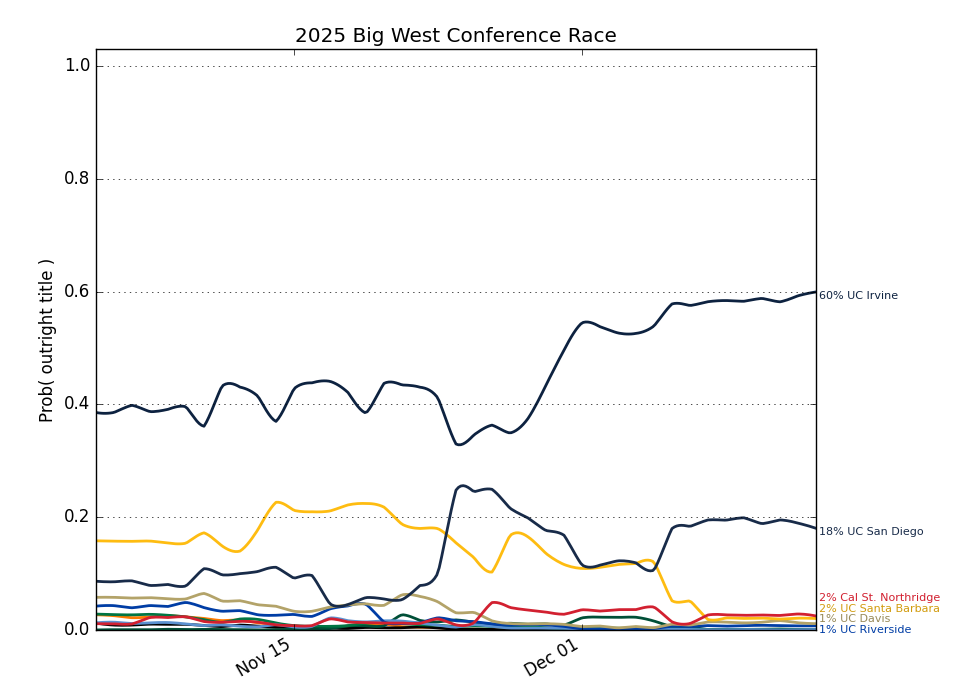 2025 Big West Conference Race
Prob( outright title )
1.0
0.8
0.6
0.4
0.2
0.0
Nov 15
Dec 01
60% UC Irvine
18% UC San Diego
2% Cal St. Northridge
2% UC Santa Barbara
1% UC Davis
1% UC Riverside